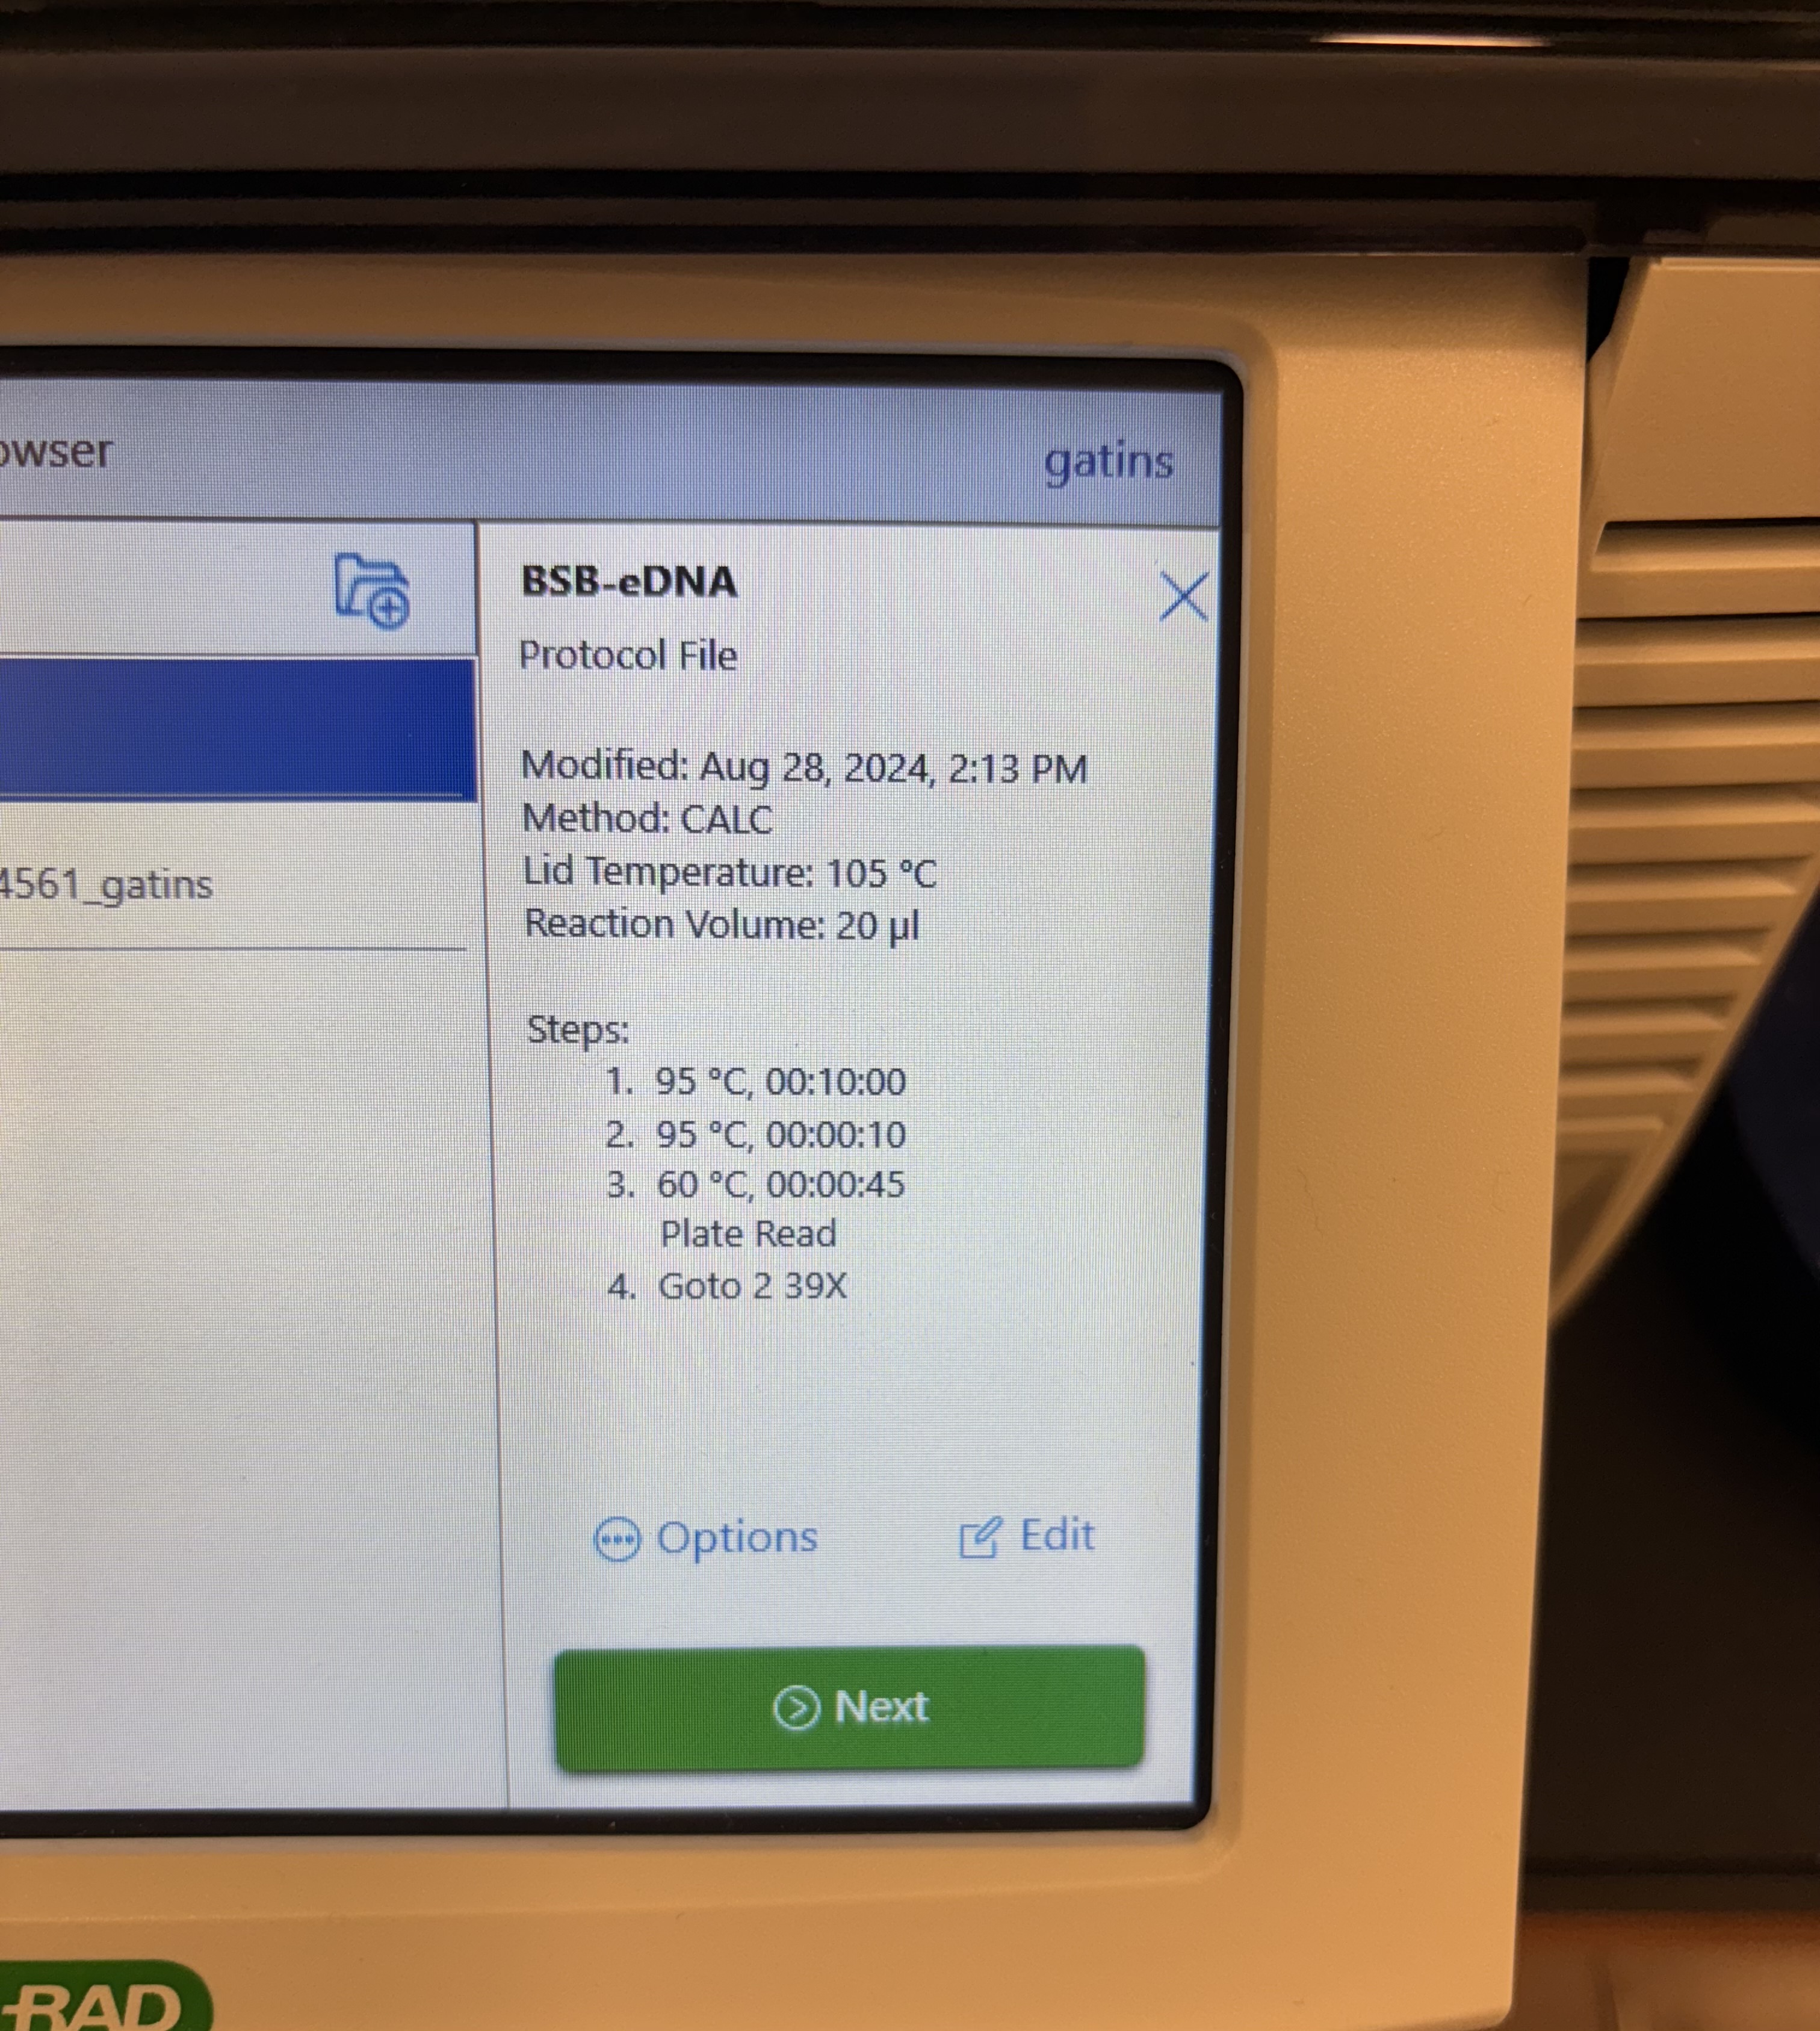 gatins
BSB-eDNA
Protocol File
Modified: Aug 28, 2024, 2:13 PM
Method: CALC
4561_gatins
Lid Temperature: 105 °C
Reaction Volume: 20 µl
Steps:
1. 95 °C, 00:10:00
2. 95 °C, 00:00:10
3. 60 °C, 00:00:45
Plate Read
4. Goto 2 39X
Options
Edit
Next
RAD